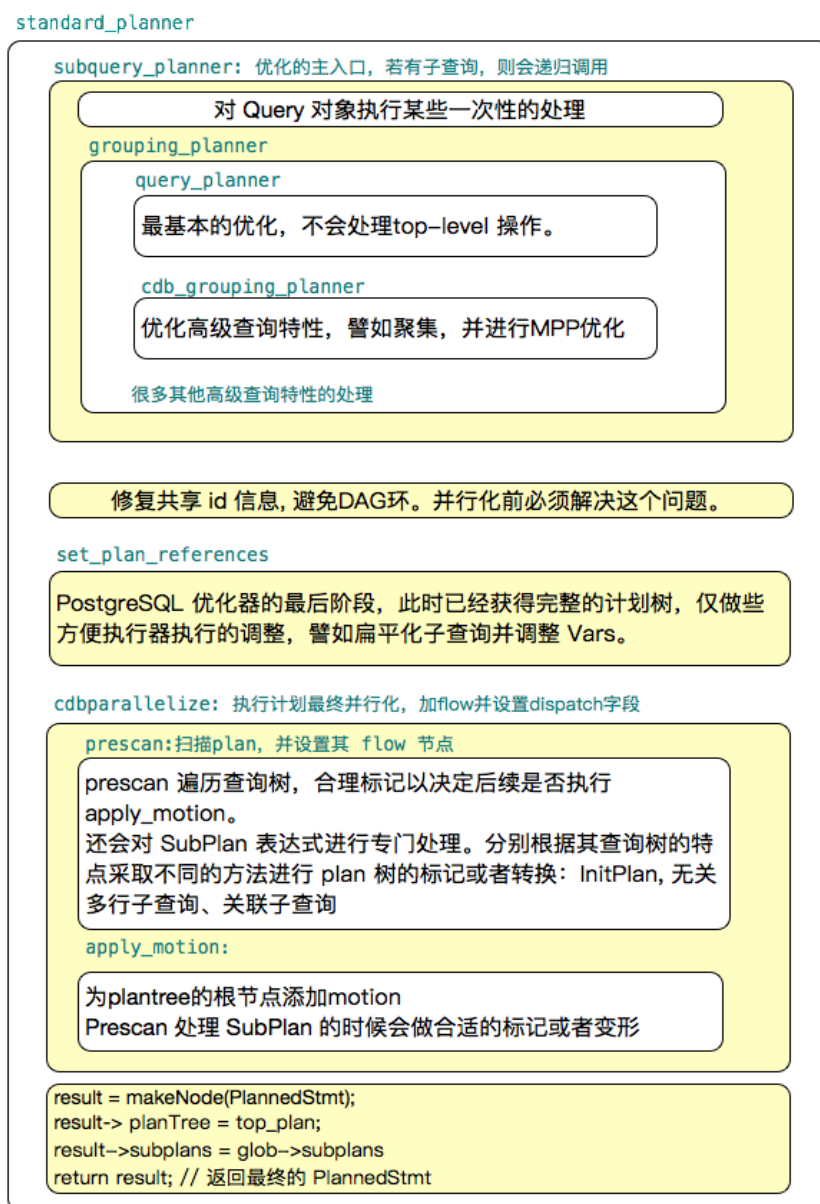 standard_planner
subquery_planner: 优化的主入口，若有子查询，则会递归调用
对 Query 对象执行某些一次性的处理
grouping_planner
query_planner
最基本的优化，不会处理top-level 操作。
cdb_grouping_planner
优化高级查询特性，譬如聚集，并进行MPP优化
很多其他高级查询特性的处理
修复共享 id 信息, 避免DAG环。并行化前必须解决这个问题。
set_plan_references
PostgreSQL 优化器的最后阶段，此时已经获得完整的计划树，仅做些
方便执行器执行的调整，譬如扁平化子查询并调整 Vars。
cdbparallelize: 执行计划最终并行化，加flow并设置dispatch字段
prescan:扫描plan，并设置其 flow 节点
prescan 遍历查询树，合理标记以决定后续是否执行
apply_motion。
还会对 SubPlan 表达式进行专门处理。分别根据其查询树的特
点采取不同的方法进行 plan 树的标记或者转换：InitPlan, 无关
多行子查询、关联子查询
apply_motion:
为plantree的根节点添加motion
Prescan 处理 SubPlan 的时候会做合适的标记或者变形
result = makeNode(PlannedStmt);
result-> planTree = top_plan;
result->subplans = glob->subplans
return result; // 返回最终的 PlannedStmt